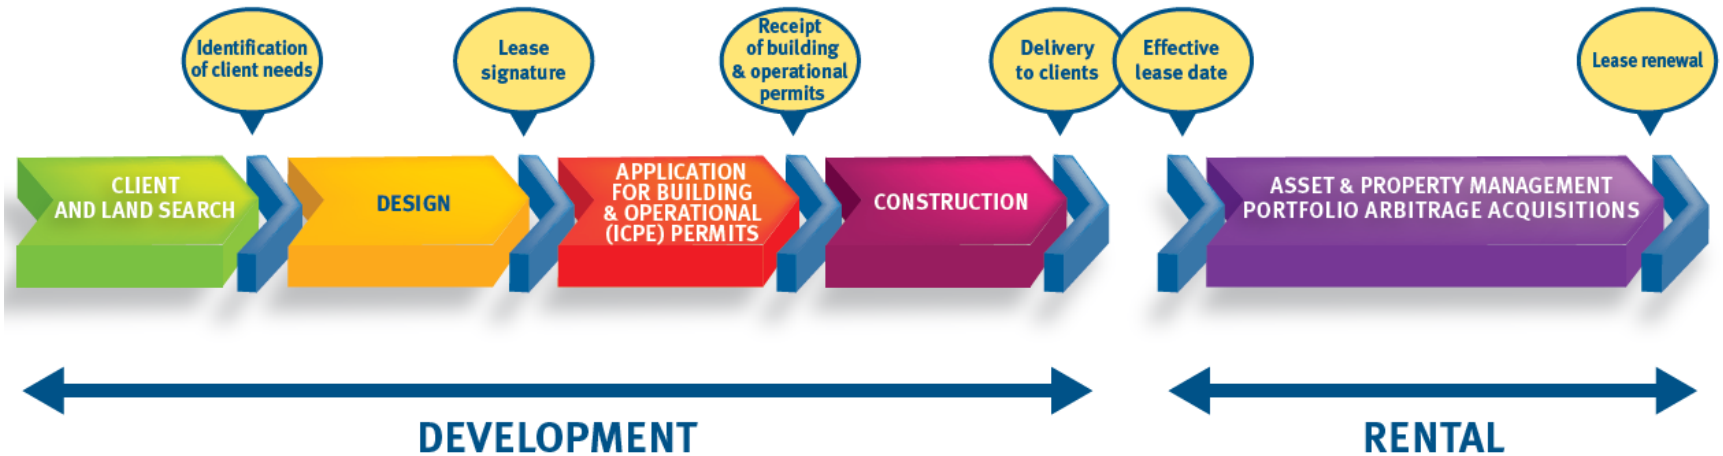 Identification
of client needs
Lease
signature
Receipt
of building
& operational
permits
Delivery
to clients
Effective
lease date
Lease renewal
CLIENT
AND LAND SEARCH
DESIGN
APPLICATION
FOR BUILDING
& OPERATIONAL
(ICPE) PERMITS
CONSTRUCTION
ASSET & PROPERTY MANAGEMENT
PORTFOLIO ARBITRAGE ACQUISITIONS
DEVELOPMENT
RENTAL